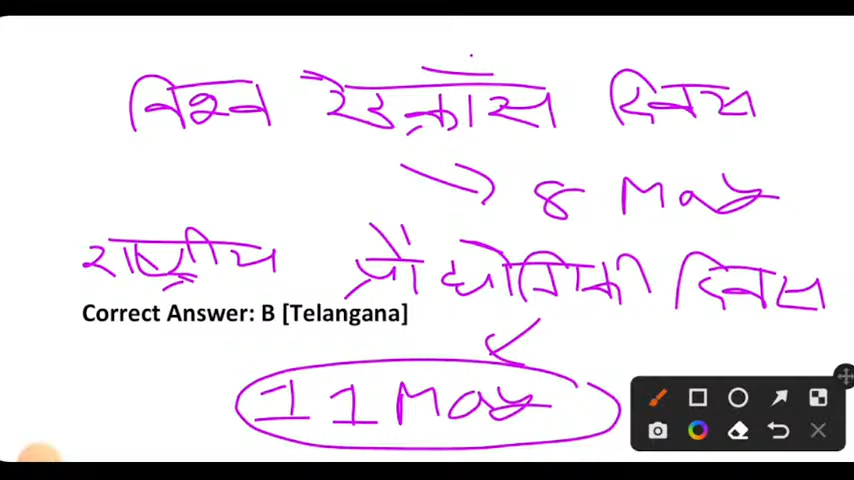 विश्व रेडक्रास दिवस
→ 8 May
राष्ट्रीय प्रौद्योगिकी दिवस
Correct Answer: B [Telangana]
11 May